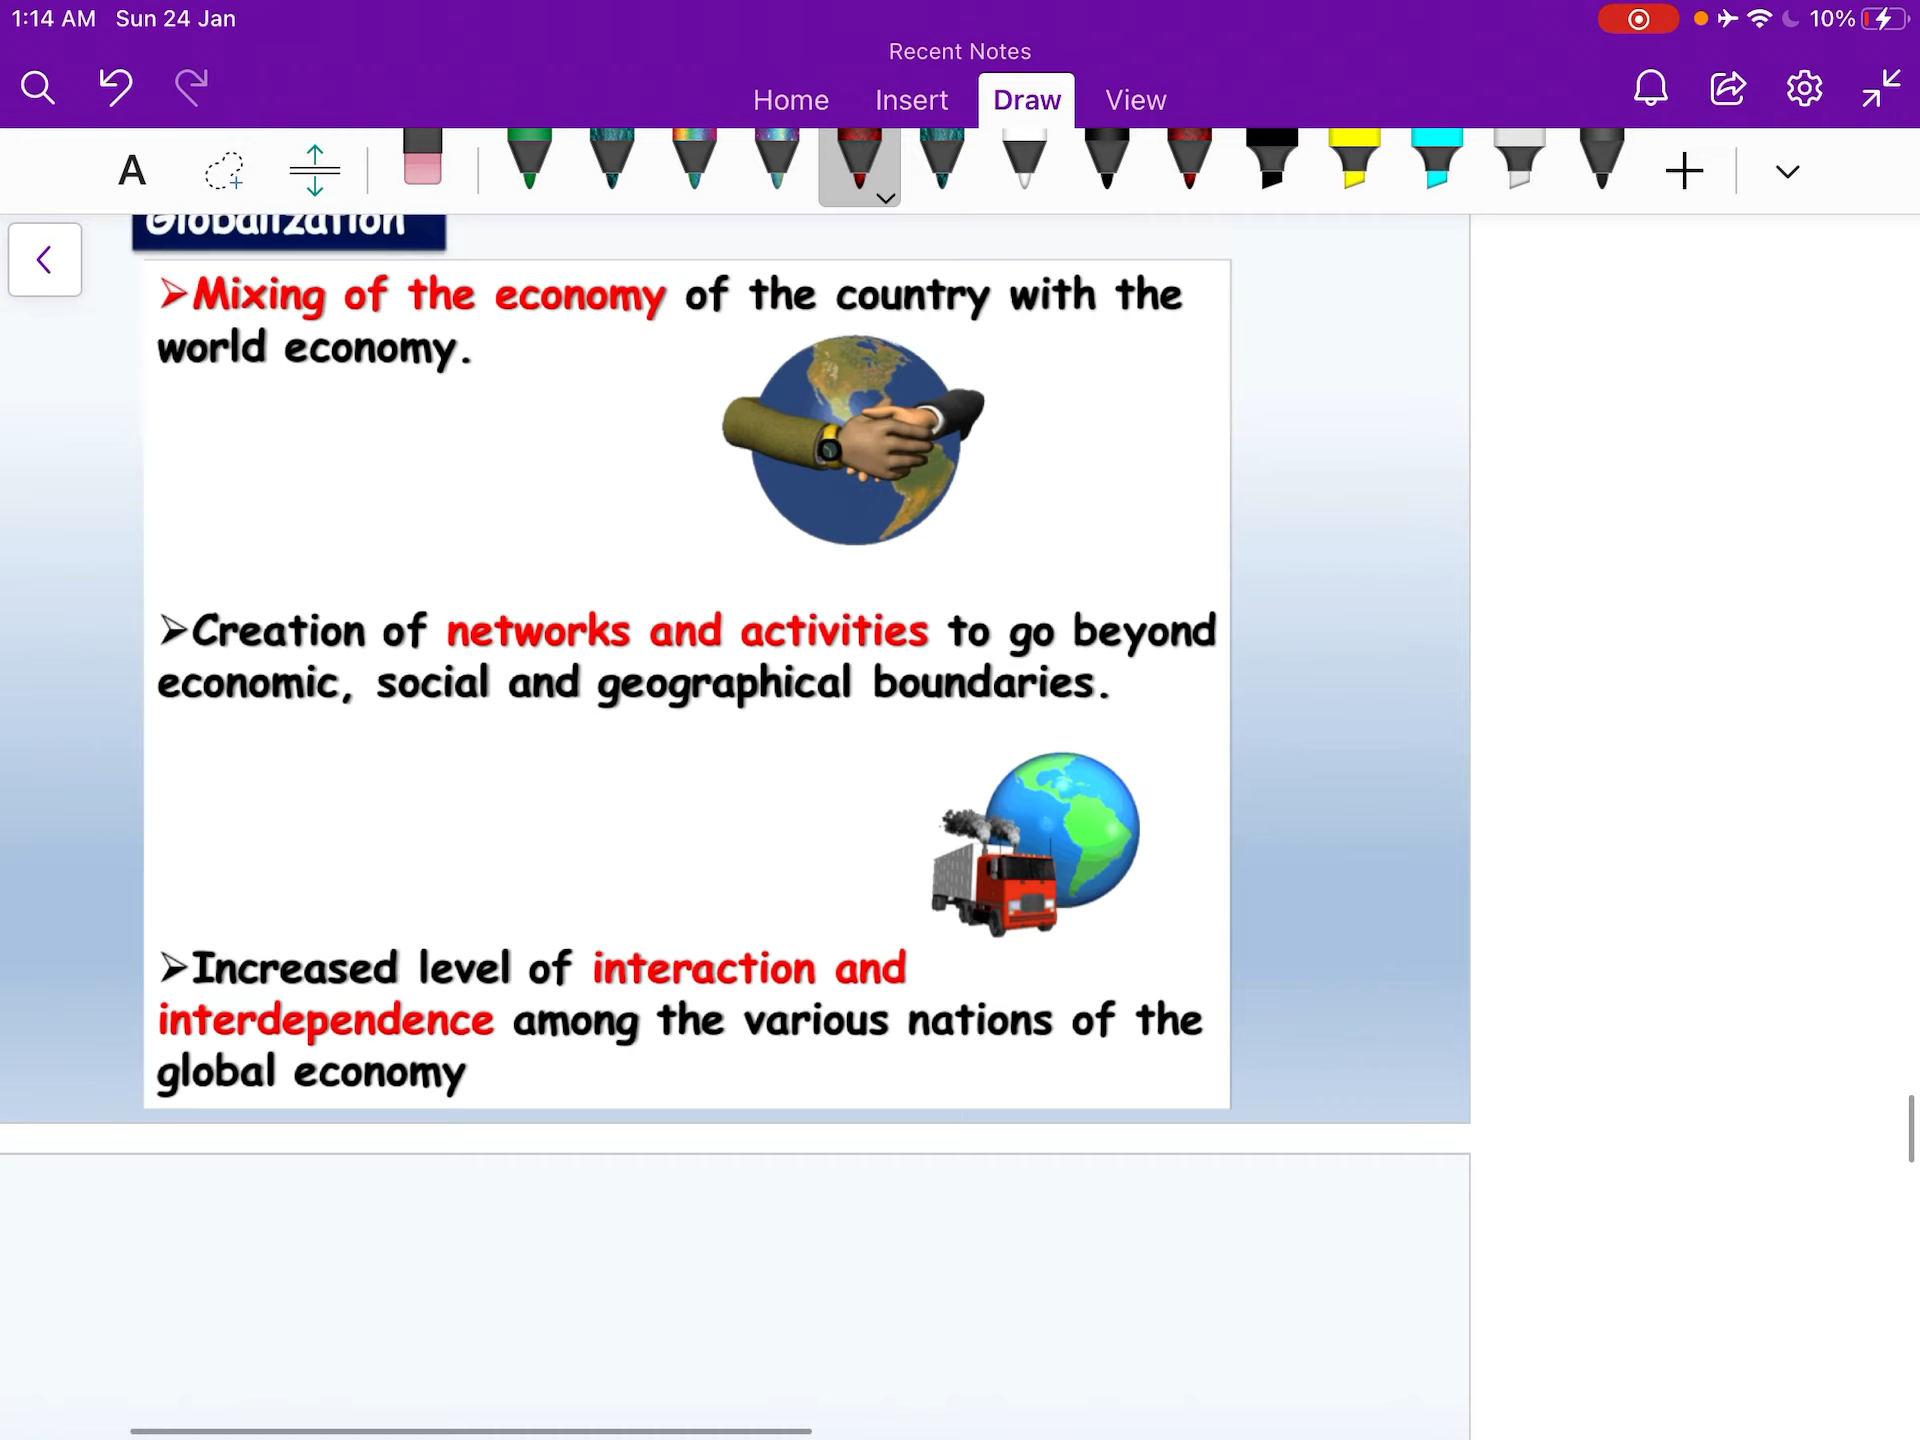 1:14 AM Sun 24 Jan
10%
Recent Notes
Home Insert Draw View
A
Globalization
➢Mixing of the economy of the country with the
world economy.
➢Creation of networks and activities to go beyond
economic, social and geographical boundaries.
➢Increased level of interaction and
interdependence among the various nations of the
global economy